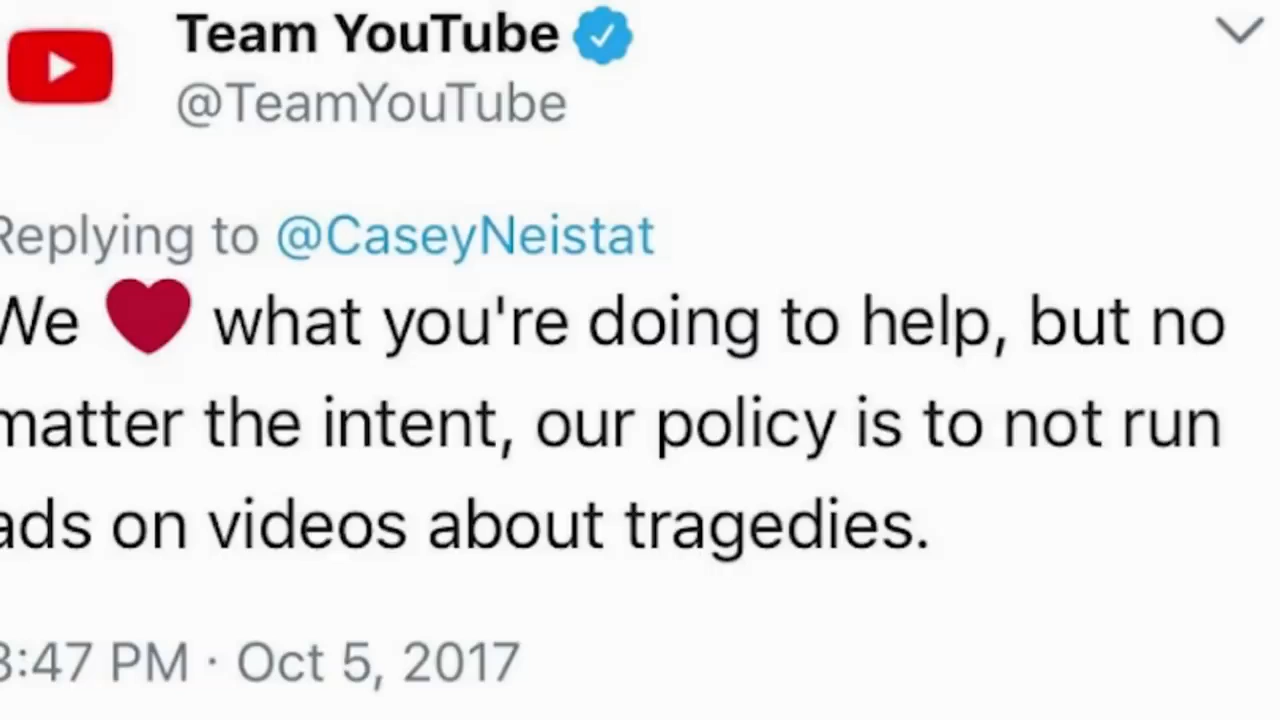 Team YouTube
@TeamYouTube
Replying to @CaseyNeistat
We ❤ what you're doing to help, but no
matter the intent, our policy is to not run
ads on videos about tragedies.
:47 PM · Oct 5, 2017